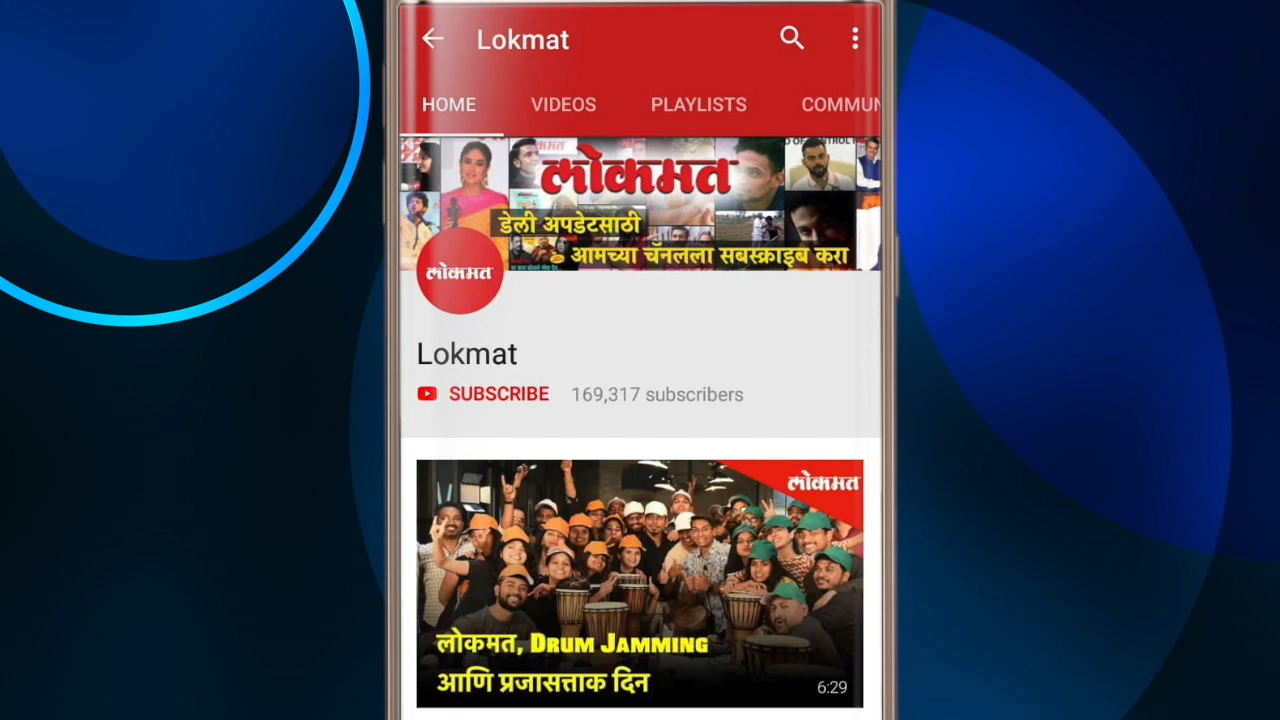 Lokmat
HOME VIDEOS PLAYLISTS COMMUN
लोकमत
डेली अपडेटसाठी
आमच्या चॅनलला सबस्क्राइब करा
लोकमत
Lokmat
SUBSCRIBE 169,317 subscribers
लोकमत
लोकमत, DRUM JAMMING
आणि प्रजासत्ताक दिन
6:29